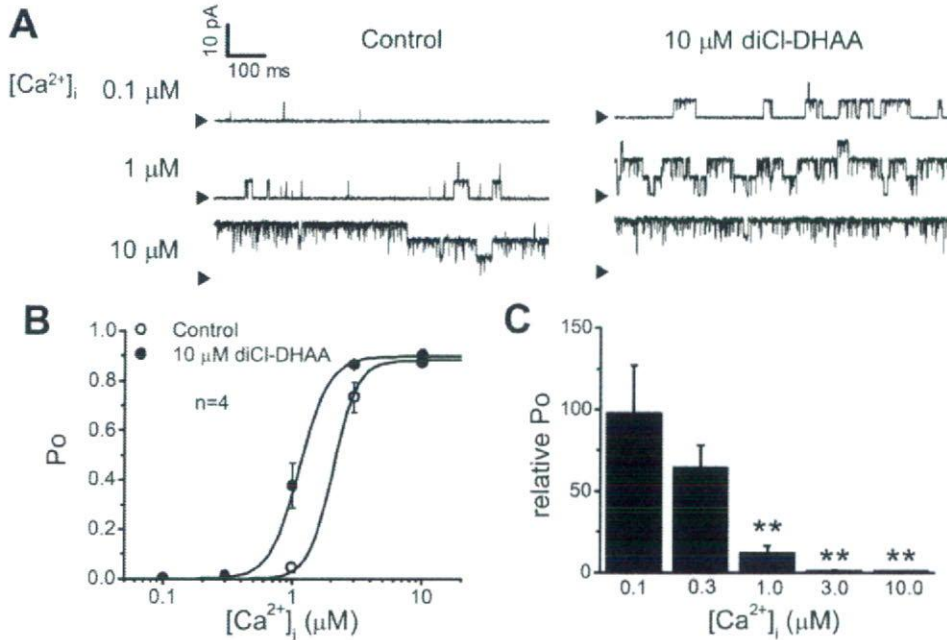 A
10 pA
100 ms
Control
10 μM diCl-DHAA
[Ca²⁺]ᵢ 0.1 μM
1 μM
10 μM
B
Control
10 μM diCl-DHAA
n=4
Po
1.0
0.8
0.6
0.4
0.2
0.0
0.1
1
10
[Ca²⁺]ᵢ (μM)
C
relative Po
150
100
50
0
**
**
**
0.1
0.3
1.0
3.0
10.0
[Ca²⁺]ᵢ (μM)